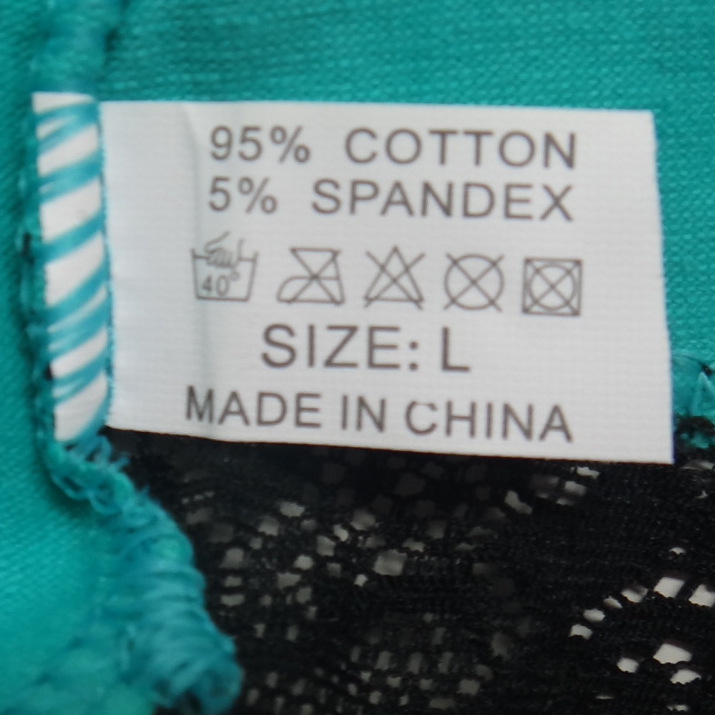 95% COTTON
5% SPANDEX
40°
SIZE: L
MADE IN CHINA